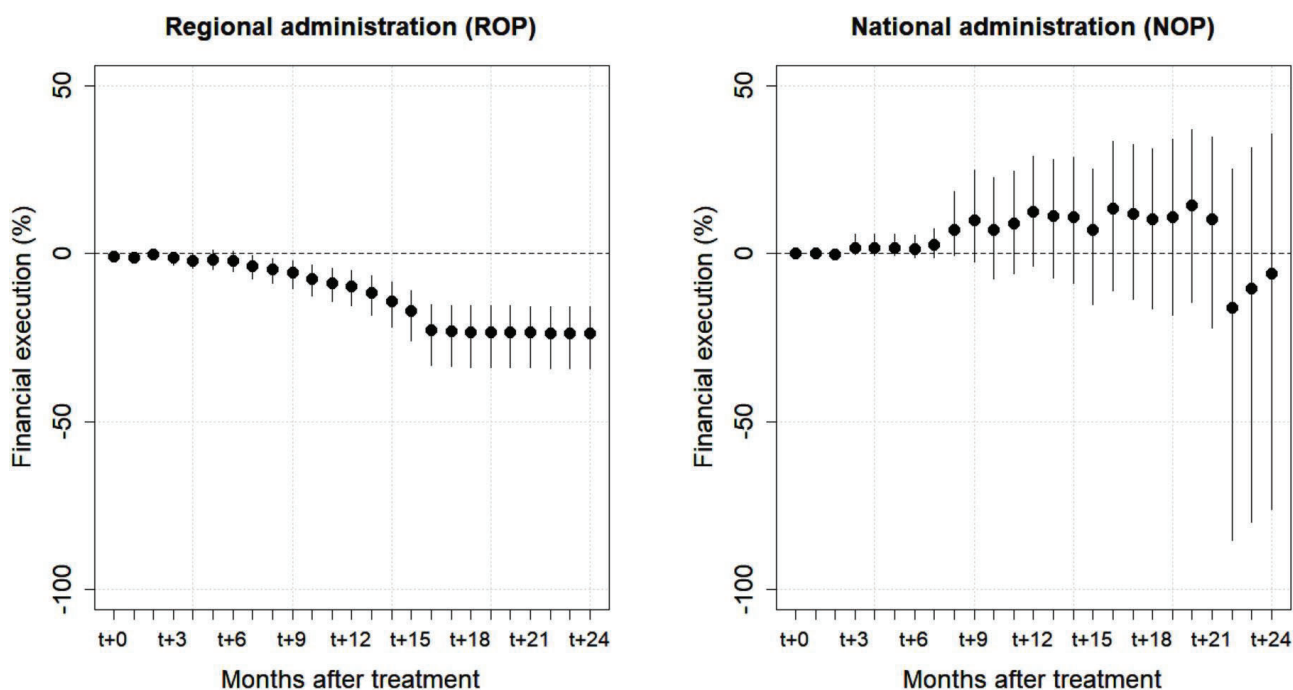 Regional administration (ROP)
Financial execution (%)
50
0
-50
-100
t+0 t+3 t+6 t+9 t+12 t+15 t+18 t+21 t+24
Months after treatment
National administration (NOP)
Financial execution (%)
50
0
-50
-100
t+0 t+3 t+6 t+9 t+12 t+15 t+18 t+21 t+24
Months after treatment